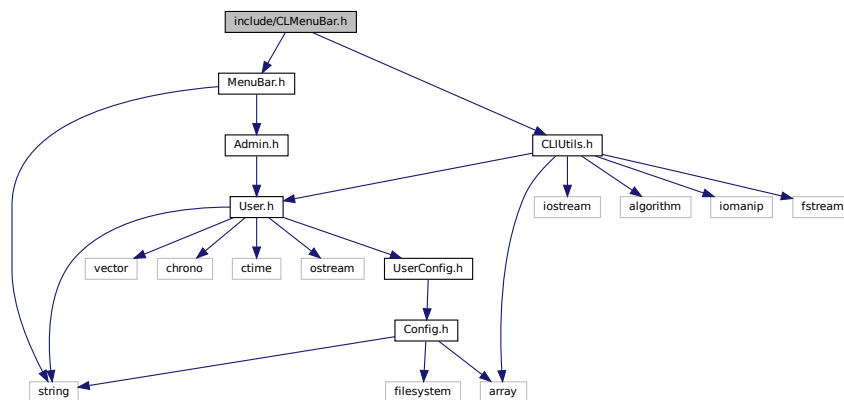 include/CLMenuBar.h
MenuBar.h
Admin.h
CLIUtils.h
User.h
iostream
algorithm
iomanip
fstream
vector
chrono
ctime
ostream
UserConfig.h
Config.h
string
filesystem
array